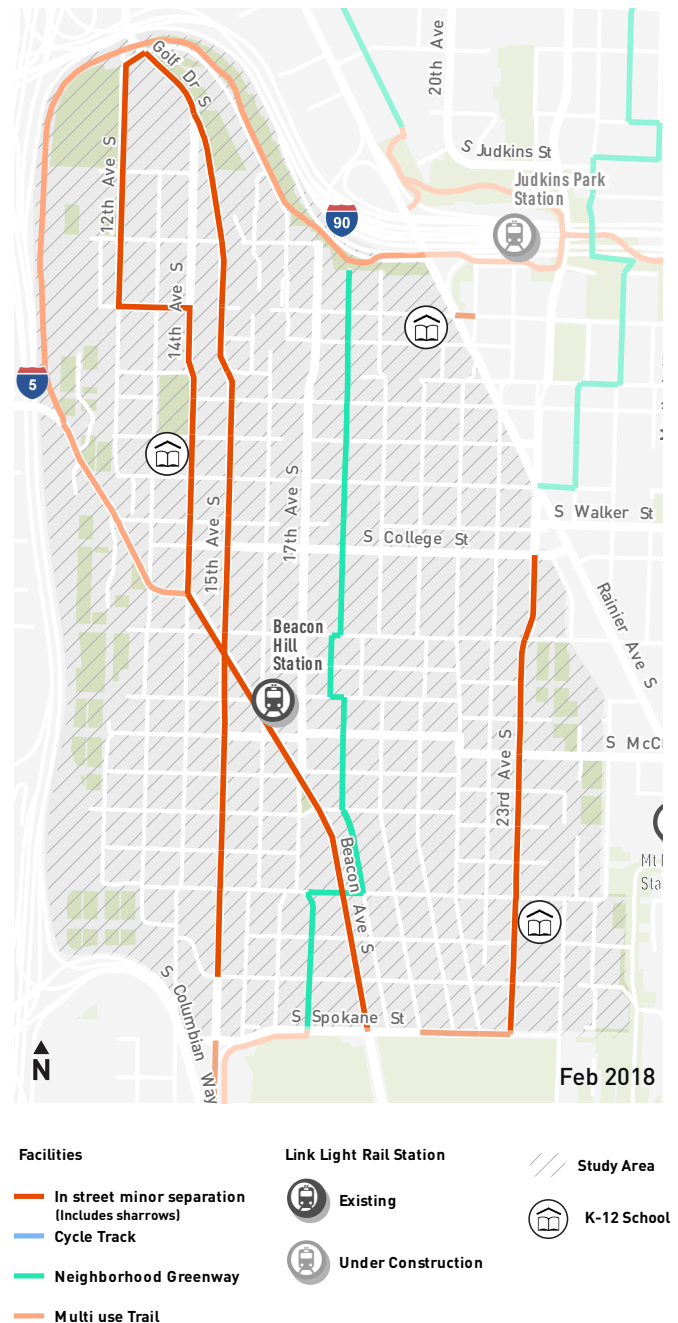 20th Ave
Golf Dr S
S Judkins St
12th Ave S
Judkins Park
Station
90
14th Ave S
5
S Walker St
17th Ave S
S College St
15th Ave S
Rainier Ave S
Beacon
Hill
Station
S McC
23rd Ave S
Beacon Ave S
Mt
Sta
S Columbian Way
S Spokane St
N
Feb 2018
Facilities
In street minor separation
(Includes sharrows)
Cycle Track
Neighborhood Greenway
Multi use Trail
Link Light Rail Station
Existing
Under Construction
Study Area
K-12 School